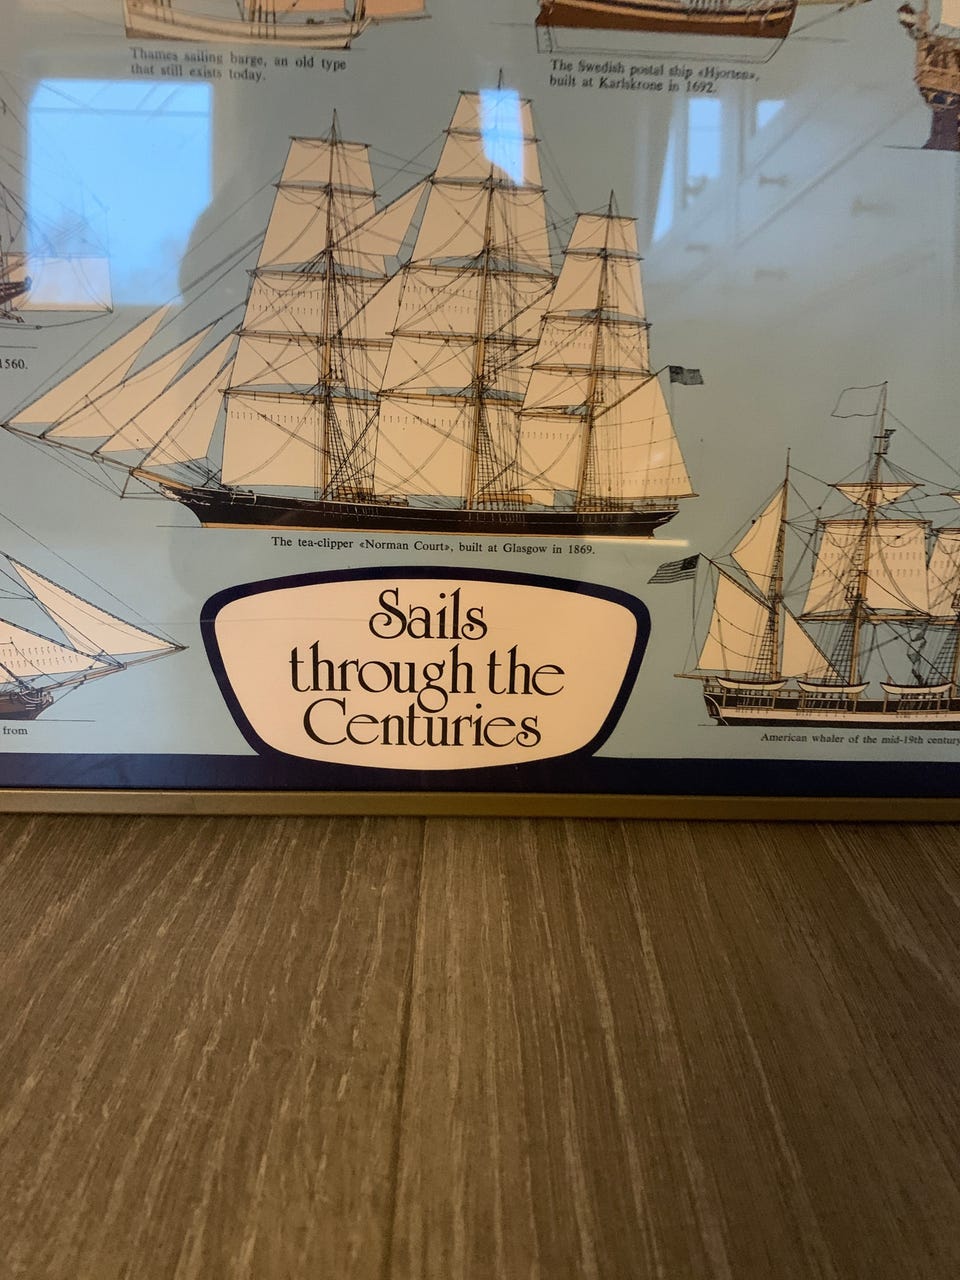 Thames sailing barge, an old type
that still exists today.
The Swedish postal ship «Hjorten»,
built at Karlskrone in 1692.
1560.
The tea-clipper «Norman Court», built at Glasgow in 1869.
from
Sails
through the
Centuries
American whaler of the mid-19th century